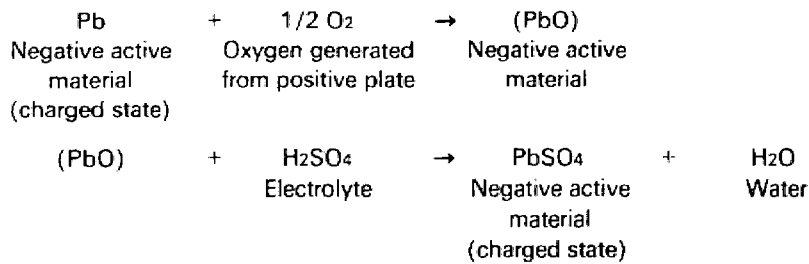 Pb + 1/2 O2 → (PbO)
Negative active Oxygen generated Negative active
material from positive plate material
(charged state)
(PbO) + H2SO4 → PbSO4 + H2O
Electrolyte Negative active Water
material
(charged state)